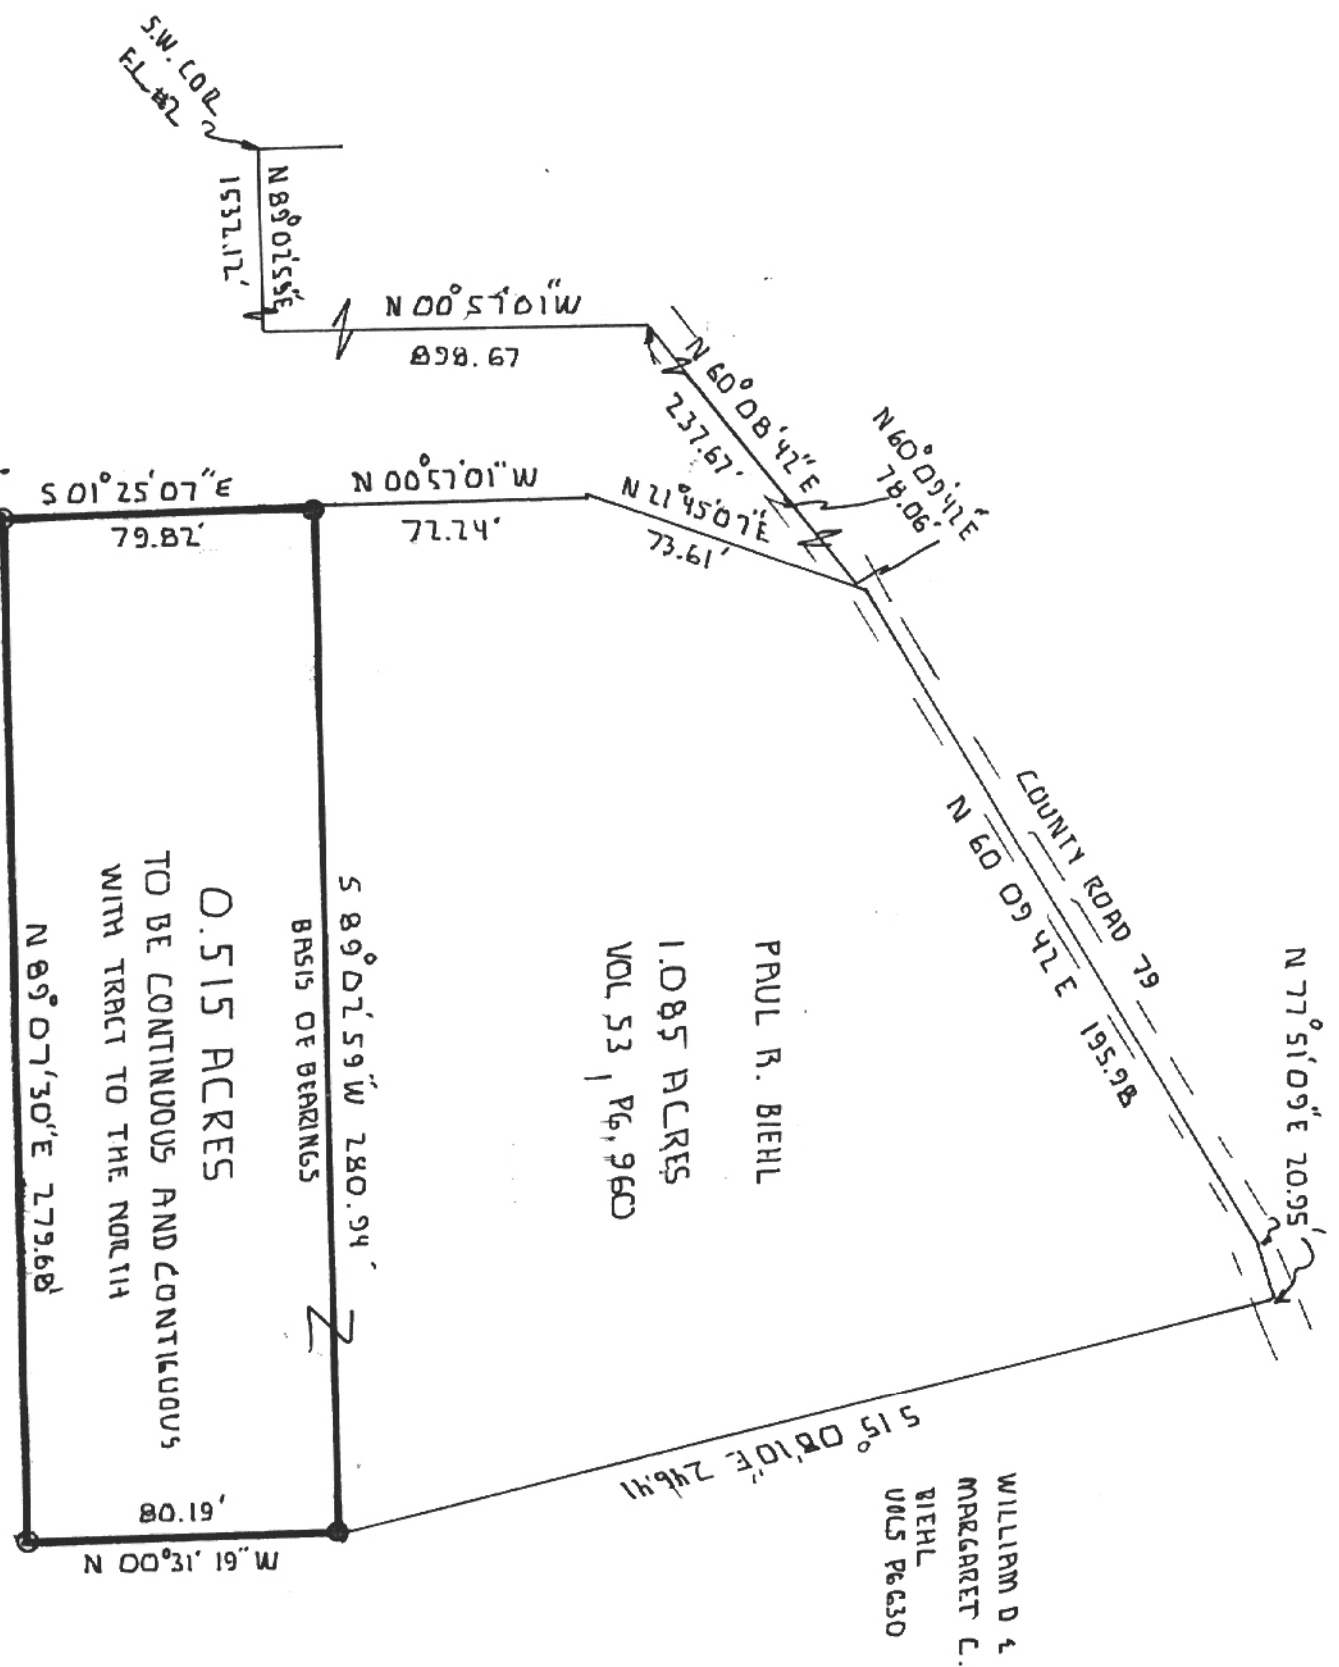 S.W. COR
F.L #2
N 89°02'59"E
1532.12'
N 00°57'01"W
898.67
N 60°08'42"E
237.67'
N 60°09'42"E
78.06'
N 21°45'07"E
73.61'
N 00°57'01"W
72.24'
S 01°25'07"E
79.82'
COUNTY ROAD 79
N 60 09 42 E 195.98
N 77°51'09"E 20.95'
PAUL R. BIEHL
1.085 ACRES
VOL 53, PG, 960
S 89°02'59"W 280.94'
BASIS OF BEARINGS
0.515 ACRES
TO BE CONTINUOUS AND CONTIGUOUS
WITH TRACT TO THE NORTH
N 89°07'30"E 279.68'
S 15°08'10"E 246.41
80.19'
N 00°31'19"W
WILLIAM D &
MARGARET C.
BIEHL
VOL5 PG630